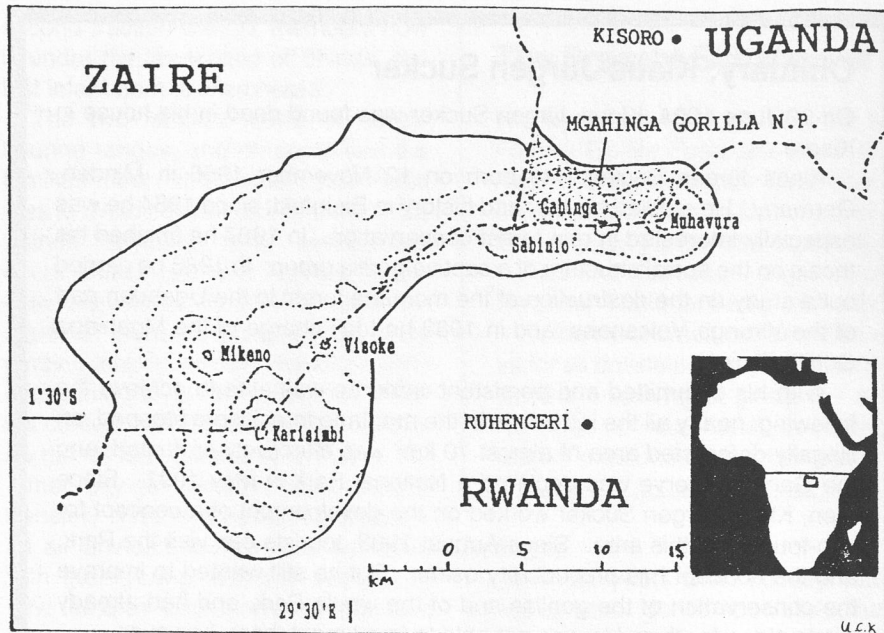 KISORO
UGANDA
ZAIRE
MGAHINGA GORILLA N.P.
Gahinga
Muhavura
Sabinio
Mikeno
Visoke
1°30'S
Karisimbi
RUHENGERI
RWANDA
0 5 10 15
KM
29°30'E
U.C.K.